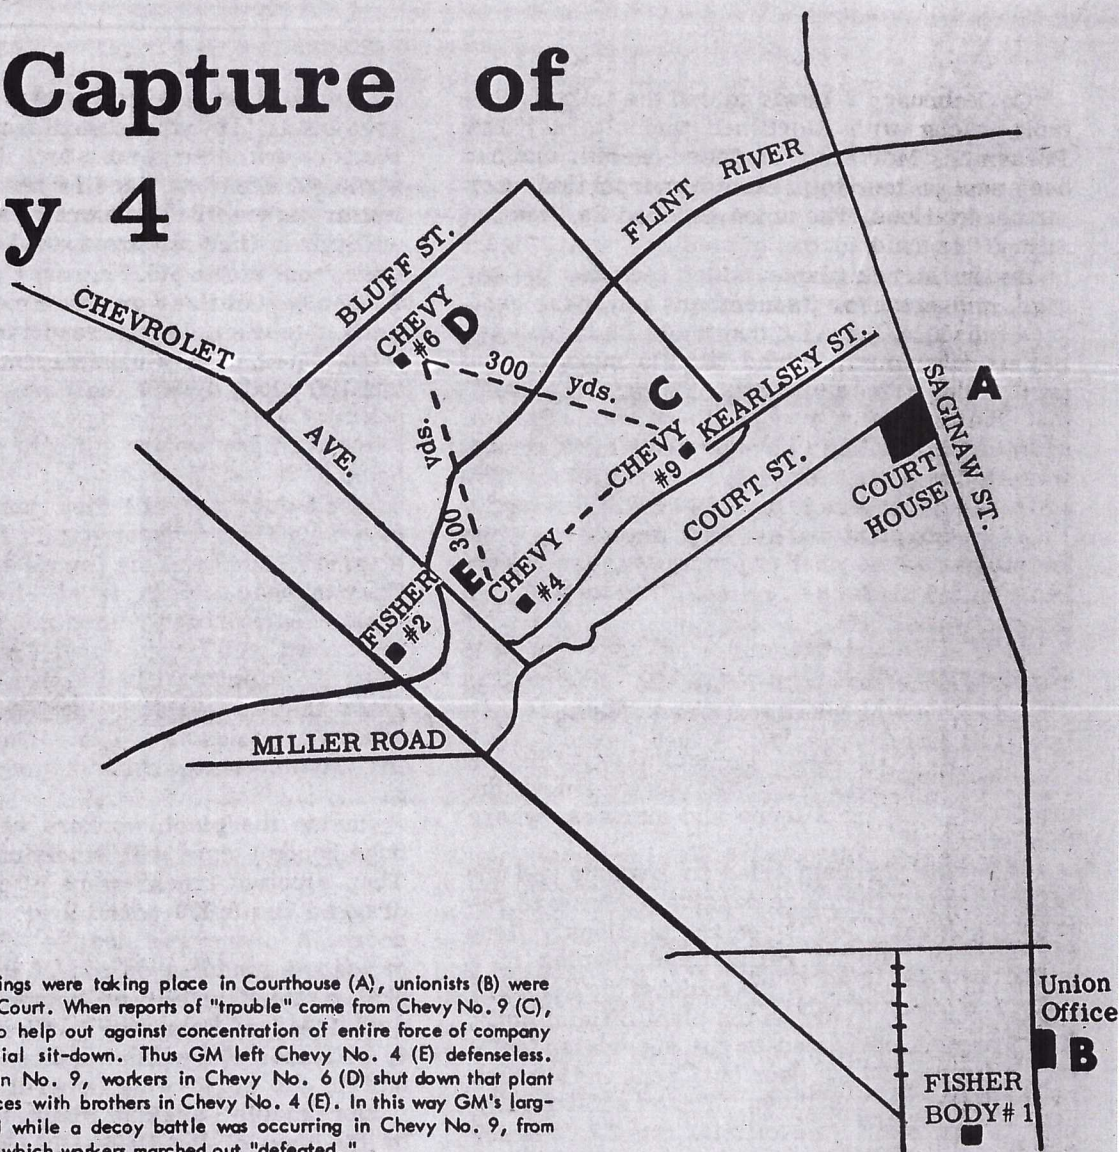 Capture of
y 4
FLINT RIVER
BLUFF ST.
CHEVROLET AVE.
CHEVY
#6
D
300 yds.
300 yds.
C
CHEVY
#9
KEARLSEY ST.
A
SAGINAW ST.
COURT ST.
COURT
HOUSE
E
CHEVY
#4
FISHER
#2
MILLER ROAD
Union
Office
B
FISHER
BODY# 1
ings were taking place in Courthouse (A), unionists (B) were
Court. When reports of "trouble" came from Chevy No. 9 (C),
o help out against concentration of entire force of company
ial sit-down. Thus GM left Chevy No. 4 (E) defenseless.
n No. 9, workers in Chevy No. 6 (D) shut down that plant
ces with brothers in Chevy No. 4 (E). In this way GM's larg-
while a decoy battle was occurring in Chevy No. 9, from
which workers marched out "defeated."